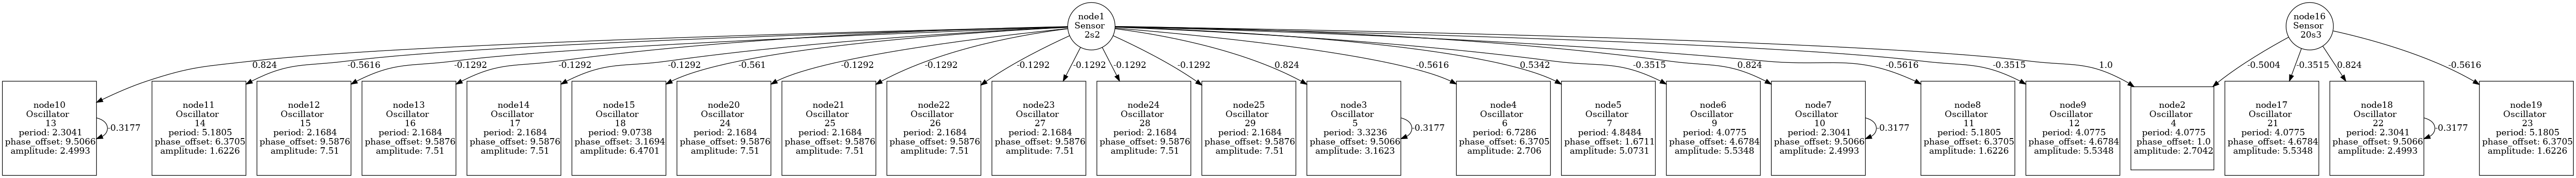 node1
Sensor
2s2
node16
Sensor
20s3
0.824
-0.5616
-0.1292
-0.1292
-0.1292
-0.561
-0.1292
-0.1292
-0.1292
-0.1292
-0.1292
-0.1292
0.824
-0.5616
0.5342
-0.3515
0.824
-0.5616
-0.3515
1.0
-0.5004
-0.3515
0.824
-0.5616
node10
Oscillator
13
period: 2.3041
phase_offset: 9.5066
amplitude: 2.4993
-0.3177
node11
Oscillator
14
period: 5.1805
phase_offset: 6.3705
amplitude: 1.6226
node12
Oscillator
15
period: 2.1684
phase_offset: 9.5876
amplitude: 7.51
node13
Oscillator
16
period: 2.1684
phase_offset: 9.5876
amplitude: 7.51
node14
Oscillator
17
period: 2.1684
phase_offset: 9.5876
amplitude: 7.51
node15
Oscillator
18
period: 9.0738
phase_offset: 3.1694
amplitude: 6.4701
node20
Oscillator
24
period: 2.1684
phase_offset: 9.5876
amplitude: 7.51
node21
Oscillator
25
period: 2.1684
phase_offset: 9.5876
amplitude: 7.51
node22
Oscillator
26
period: 2.1684
phase_offset: 9.5876
amplitude: 7.51
node23
Oscillator
27
period: 2.1684
phase_offset: 9.5876
amplitude: 7.51
node24
Oscillator
28
period: 2.1684
phase_offset: 9.5876
amplitude: 7.51
node25
Oscillator
29
period: 2.1684
phase_offset: 9.5876
amplitude: 7.51
node3
Oscillator
5
period: 3.3236
phase_offset: 9.5066
amplitude: 3.1623
-0.3177
node4
Oscillator
6
period: 6.7286
phase_offset: 6.3705
amplitude: 2.706
node5
Oscillator
7
period: 4.8484
phase_offset: 1.6711
amplitude: 5.0731
node6
Oscillator
9
period: 4.0775
phase_offset: 4.6784
amplitude: 5.5348
node7
Oscillator
10
period: 2.3041
phase_offset: 9.5066
amplitude: 2.4993
-0.3177
node8
Oscillator
11
period: 5.1805
phase_offset: 6.3705
amplitude: 1.6226
node9
Oscillator
12
period: 4.0775
phase_offset: 4.6784
amplitude: 5.5348
node2
Oscillator
4
period: 4.0775
phase_offset: 1.0
amplitude: 2.7042
node17
Oscillator
21
period: 4.0775
phase_offset: 4.6784
amplitude: 5.5348
node18
Oscillator
22
period: 2.3041
phase_offset: 9.5066
amplitude: 2.4993
-0.3177
node19
Oscillator
23
period: 5.1805
phase_offset: 6.3705
amplitude: 1.6226